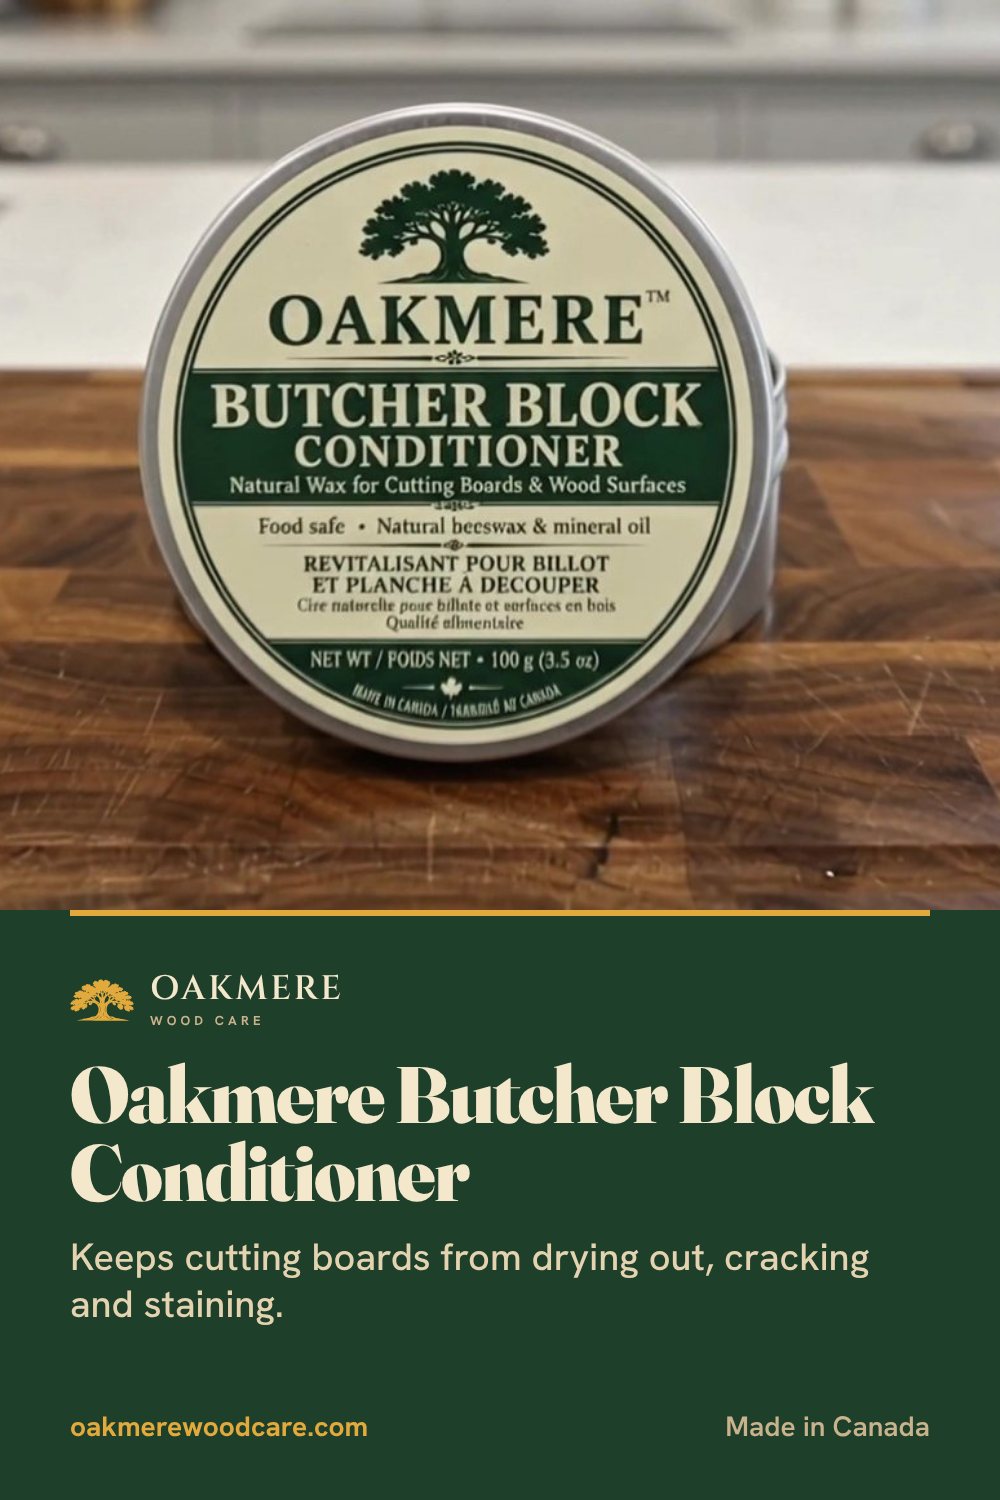 OAKMERE™
BUTCHER BLOCK
CONDITIONER
Natural Wax for Cutting Boards & Wood Surfaces
Food safe • Natural beeswax & mineral oil
REVITALISANT POUR BILLOT
ET PLANCHE À DECOUPER
Qualité
NET WT / POIDS NET • 100 g (3.5 oz)
OAKMERE
WOOD CARE
Oakmere Butcher Block
Conditioner
Keeps cutting boards from drying out, cracking
and staining.
oakmerewoodcare.com
Made in Canada